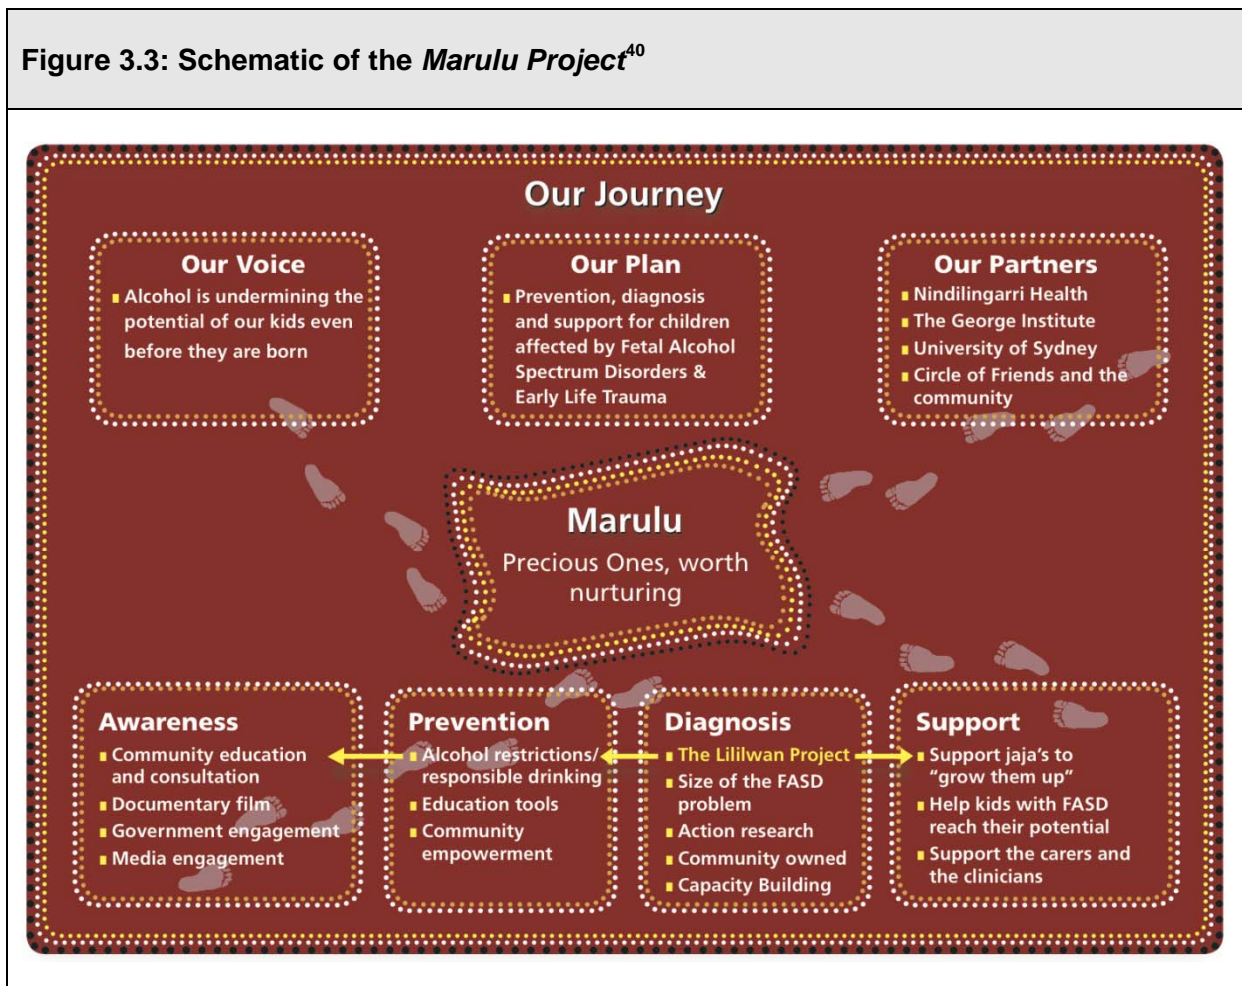 Figure 3.3: Schematic of the Marulu Project40
Our Journey
Our Voice
Alcohol is undermining the
potential of our kids even
before they are born
Our Plan
Prevention, diagnosis
and support for children
affected by Fetal Alcohol
Spectrum Disorders &
Early Life Trauma
Our Partners
Nindilingarri Health
The George Institute
University of Sydney
Circle of Friends and the
community
Marulu
Precious Ones, worth
nurturing
Awareness
Community education
and consultation
Documentary film
Government engagement
Media engagement
Prevention
Alcohol restrictions/
responsible drinking
Education tools
Community
empowerment
Diagnosis
The Lililwan Project
Size of the FASD
problem
Action research
Community owned
Capacity Building
Support
Support jaja's to
"grow them up"
Help kids with FASD
reach their potential
Support the carers and
the clinicians